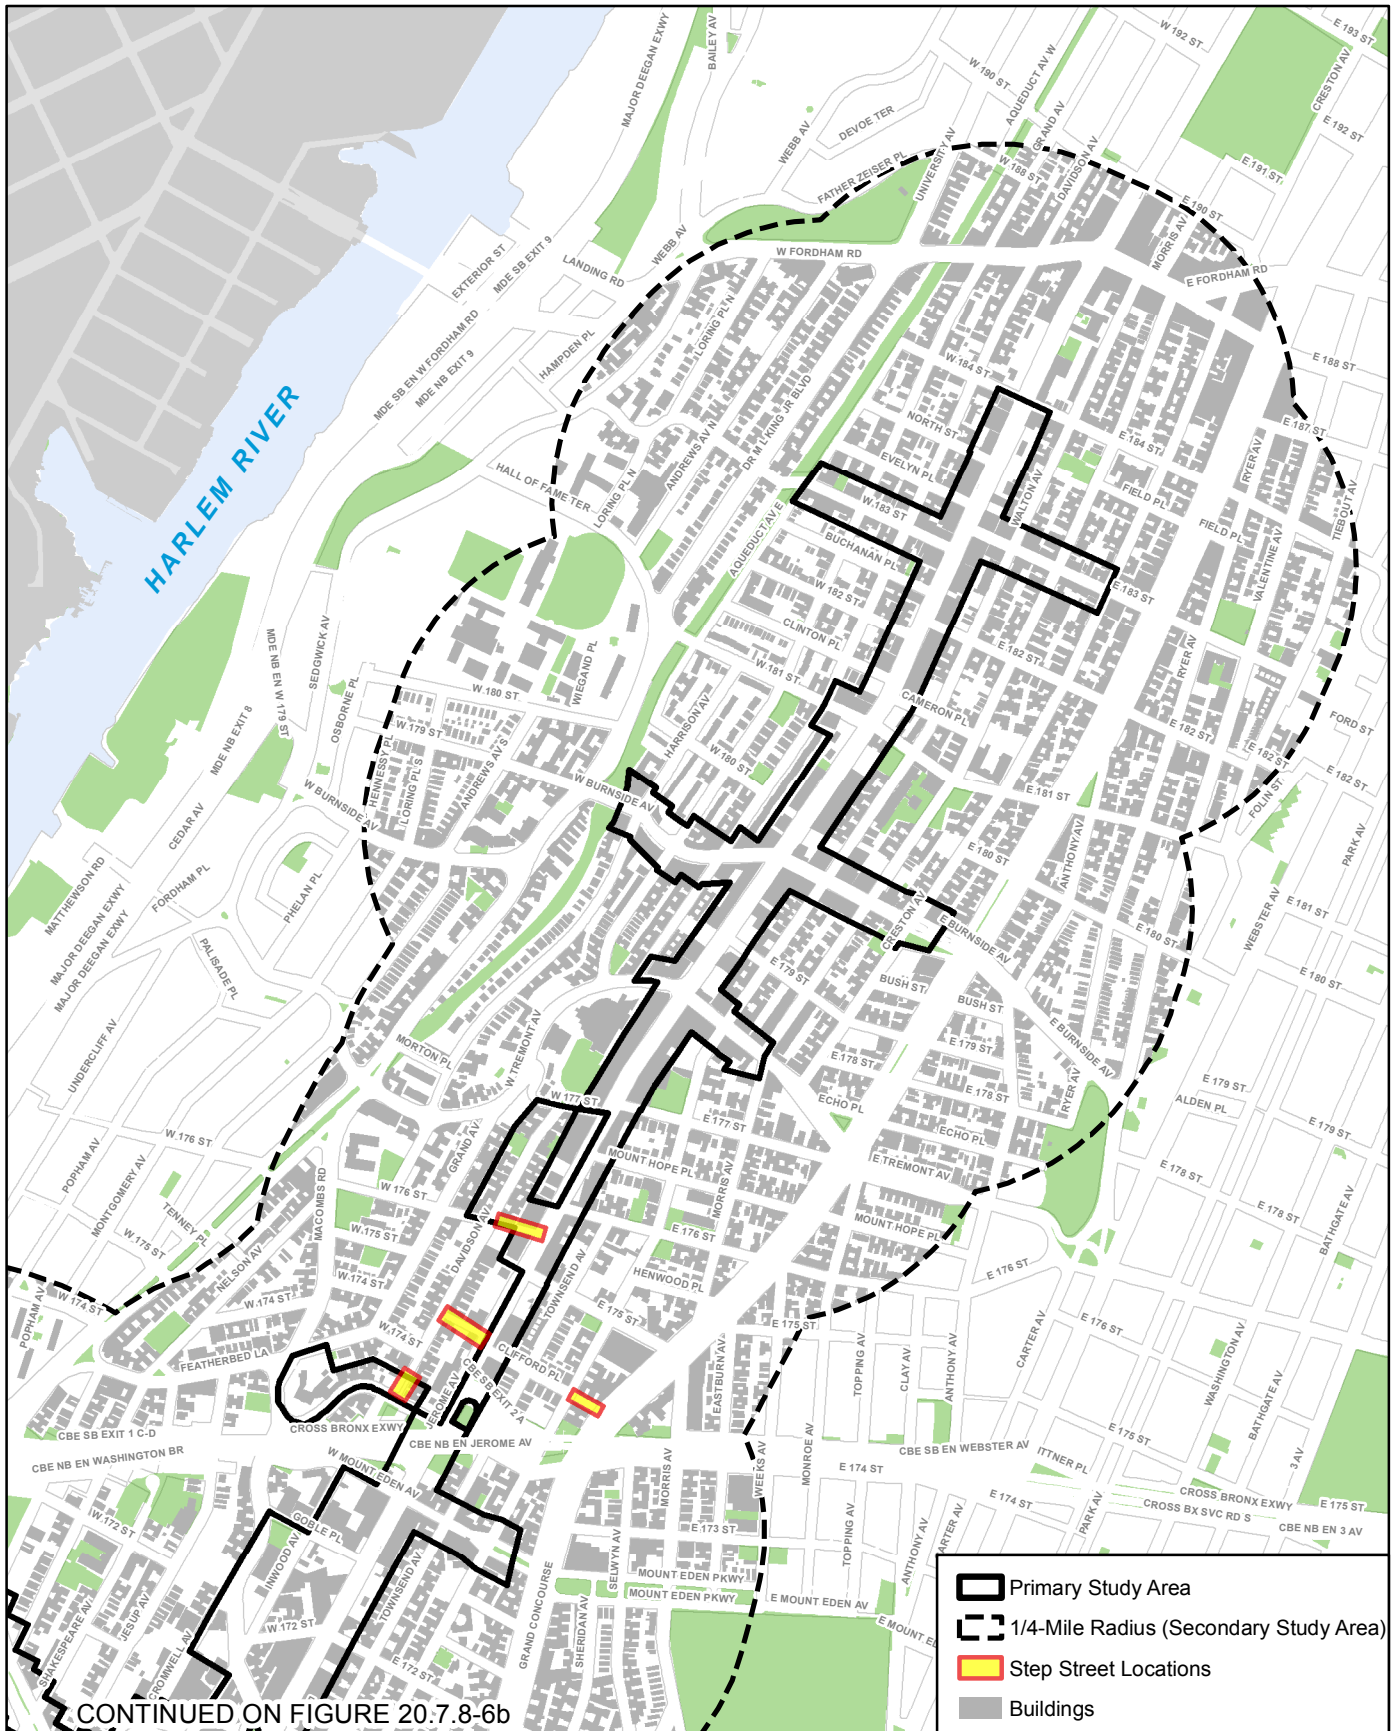 W 192 ST
E 193 ST
MAJOR DEEGAN EXWY
BAILEY AV
W 190 ST
AQUEDUCT AV W
CRESTON AV
E 192 ST
DEVOE TER
WEBB AV
GRAND AV
UNIVERSITY AV
DAVIDSON AV
E 191 ST
FATHER ZEISER PL
W 188 ST
E 190 ST
MORRIS AV
WEBB AV
W FORDHAM RD
E FORDHAM RD
EXTERIOR ST
MDE SB EXIT 9
LANDING RD
LORING PL N
MDE SB EN W FORDHAM RD
MDE NB EXIT 9
HAMPDEN PL
W 184 ST
E 188 ST
HARLEM RIVER
ANDREWS AV N
DR M L KING JR BLVD
NORTH ST
E 184 ST
E 187 ST
RYER AV
EVELYN PL
HALL OF FAME TER
LORING PL N
WALTON AV
FIELD PL
FIELD PL
TIEBOUT AV
W 183 ST
AQUEDUCT AV E
BUCHANAN PL
VALENTINE AV
W 182 ST
E 183 ST
CLINTON PL
MDE NB EN W 179 ST
SEDGWICK AV
E 182 ST
RYER AV
W 181 ST
WIEGAND PL
OSBORNE PL
W 180 ST
CAMERON PL
HARRISON AV
FORD ST
W 179 ST
E 182 ST
E 182 ST
E 182 ST
HENNESSY PL
LORING PL S
ANDREWS AV S
W 180 ST
MDE NB EXIT 8
W BURNSIDE AV
W BURNSIDE AV
E 181 ST
FOLIN ST
CEDAR AV
E 180 ST
ANTHONY AV
PARK AV
MATTHEWSON RD
FORDHAM PL
PHELAN PL
MAJOR DEEGAN EXWY
MAJOR DEEGAN EXWY
CRESTON AV
E BURNSIDE AV
E 180 ST
WEBSTER AV
E 181 ST
PALISADE PL
E 179 ST
BUSH ST
BUSH ST
E 180 ST
UNDERCLIFF AV
MORTON PL
W TREMONT AV
E 178 ST
E 179 ST
E BURNSIDE AV
E 178 ST
RYER AV
E 179 ST
ALDEN PL
W 177 ST
ECHO PL
E 177 ST
ECHO PL
E 179 ST
W 176 ST
GRAND AV
MOUNT HOPE PL
E TREMONT AV
E 178 ST
POPHAM AV
MONTGOMERY AV
MACOMBS RD
W 176 ST
MORRIS AV
E 178 ST
TENNEY PL
W 175 ST
W 175 ST
DAVIDSON AV
E 176 ST
MOUNT HOPE PL
BATHGATE AV
NELSON AV
W 174 ST
TOWNSEND AV
HENWOOD PL
E 176 ST
W 174 ST
POPHAM AV
W 174 ST
E 175 ST
E 175 ST
E 176 ST
W 174 ST
FEATHERBED LA
CLIFFORD PL
CARTER AV
WASHINGTON AV
CBE SB EXIT 2 A
JEROME AV
EASTBURN AV
TOPPING AV
CLAY AV
ANTHONY AV
BATHGATE AV
CBE SB EXIT 1 C-D
CROSS BRONX EXWY
CBE NB EN JEROME AV
E 175 ST
CBE NB EN WASHINGTON BR
W MOUNT EDEN AV
CBE SB EN WEBSTER AV
ITTNER PL
3 AV
MORRIS AV
WEEKS AV
MONROE AV
E 174 ST
E 174 ST
PARK AV
CROSS BRONX EXWY
CROSS BX SVC RD S
E 175 ST
CBE NB EN 3 AV
W 172 ST
GOBLE PL
E 173 ST
TOPPING AV
ANTHONY AV
CARTER AV
INWOOD AV
TOWNSEND AV
SELWYN AV
MOUNT EDEN PKWY
MOUNT EDEN PKWY
E MOUNT EDEN AV
SHAKESPEARE AV
JESUP AV
W 172 ST
GRAND CONCOURSE
SHERIDAN AV
CROMWELL AV
E 172 ST
CONTINUED ON FIGURE 20.7.8-6b
Primary Study Area
1/4-Mile Radius (Secondary Study Area)
Step Street Locations
Buildings